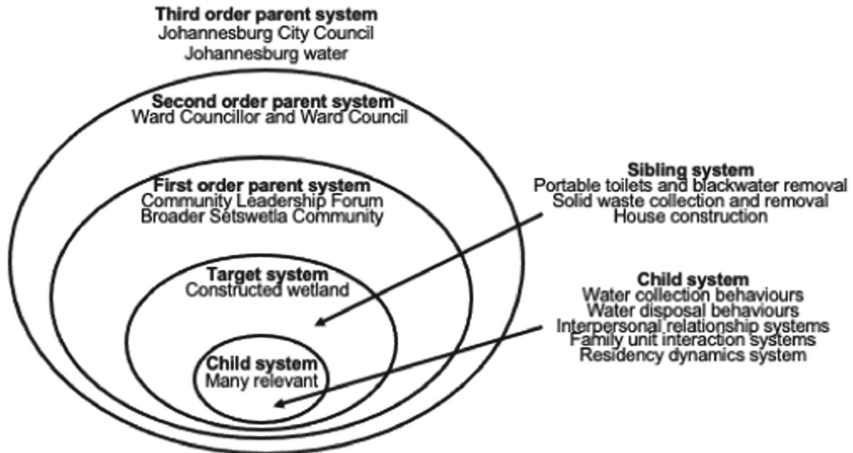 Third order parent system
Johannesburg City Council
Johannesburg water
Second order parent system
Ward Councillor and Ward Council
First order parent system
Community Leadership Forum
Broader Setswetla Community
Target system
Constructed wetland
Child system
Many relevant
Sibling system
Portable toilets and blackwater removal
Solid waste collection and removal
House construction
Child system
Water collection behaviours
Water disposal behaviours
Interpersonal relationship systems
Family unit interaction systems
Residency dynamics system